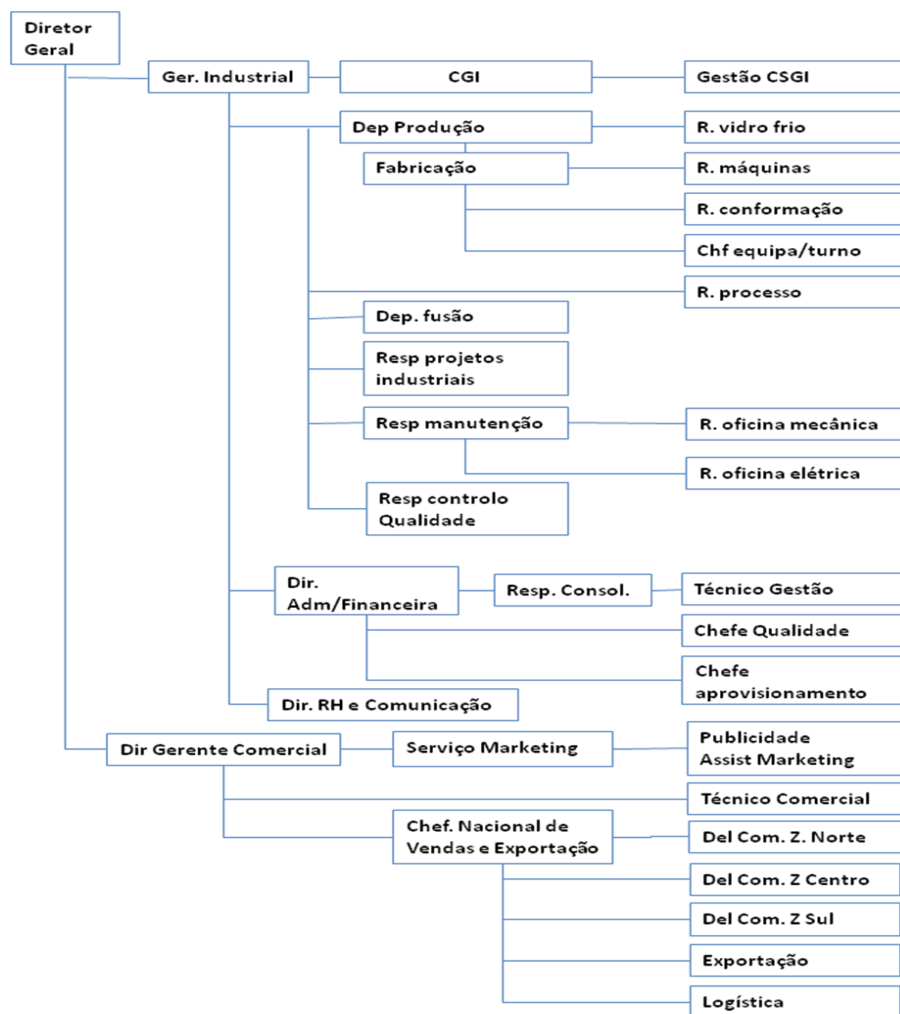 Diretor
Geral
Ger. Industrial
CGI
Gestão CSGI
Dep Produção
R. vidro frio
Fabricação
R. máquinas
R. conformação
Chf equipa/turno
R. processo
Dep. fusão
Resp projetos
industriais
Resp manutenção
R. oficina mecânica
R. oficina elétrica
Resp controlo
Qualidade
Dir.
Adm/Financeira
Resp. Consol.
Técnico Gestão
Chefe Qualidade
Chefe
aprovisionamento
Dir. RH e Comunicação
Dir Gerente Comercial
Serviço Marketing
Publicidade
Assist Marketing
Técnico Comercial
Chef. Nacional de
Vendas e Exportação
Del Com. Z. Norte
Del Com. Z Centro
Del Com. Z Sul
Exportação
Logística